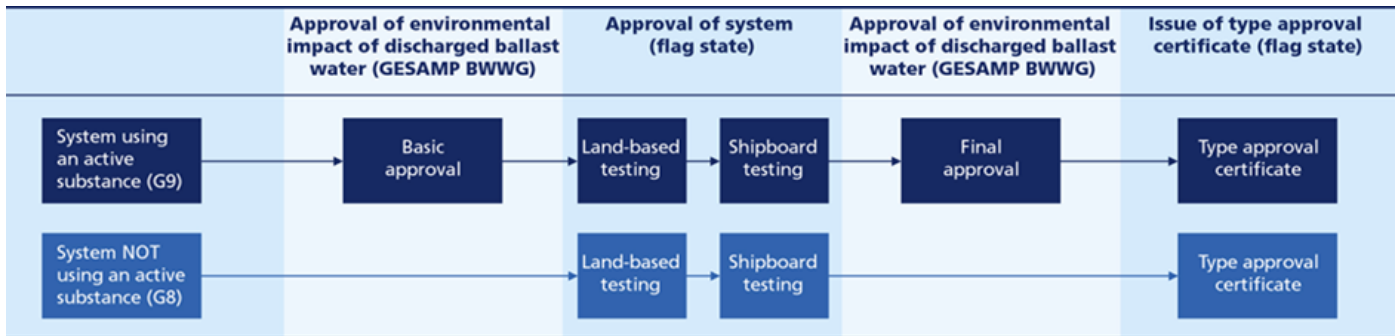 Approval of environmental
impact of discharged ballast
water (GESAMP BWWG)
Approval of system
(flag state)
Approval of environmental
impact of discharged ballast
water (GESAMP BWWG)
Issue of type approval
certificate (flag state)
System using
an active
substance (G9)
Basic
approval
Land-based
testing
Shipboard
testing
Final
approval
Type approval
certificate
System NOT
using an active
substance (G8)
Land-based
testing
Shipboard
testing
Type approval
certificate